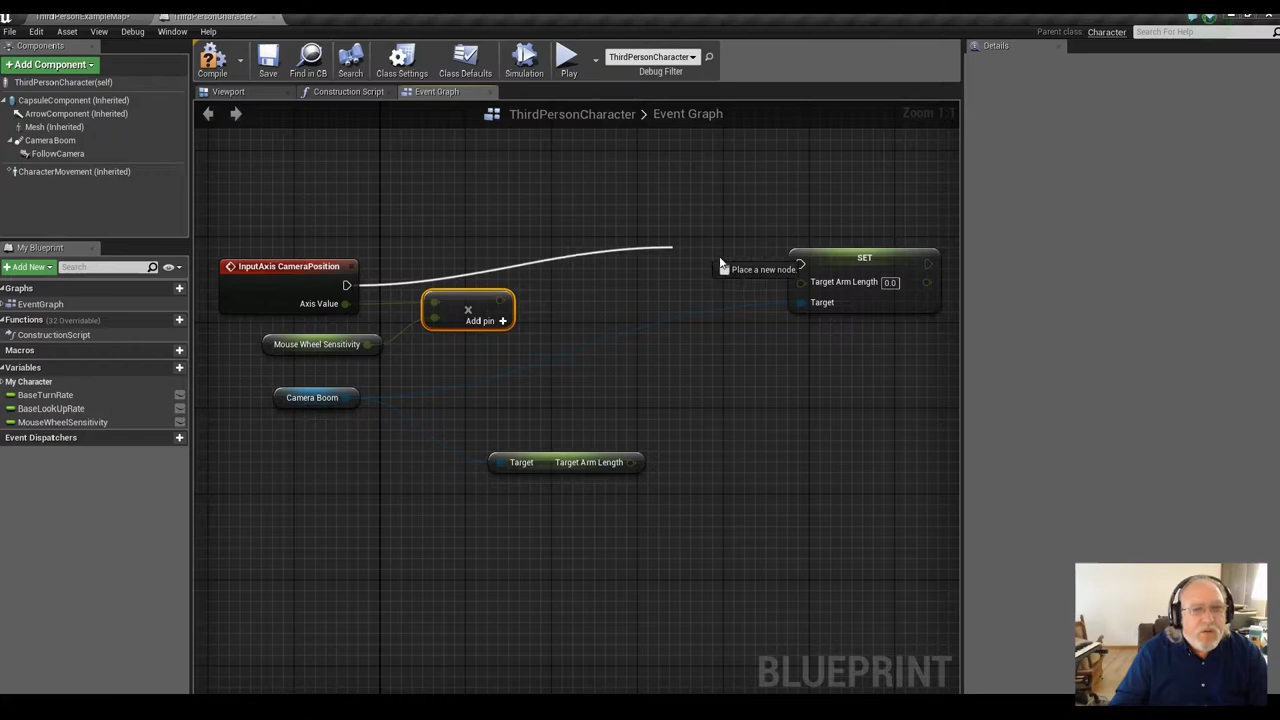 ThirdPersonExampleMap*
ThirdPersonCharacter*
File Edit Asset View Debug Window Help
Parent class: Character
Search For Help
Components
Details
+ Add Component
Compile
Save
Find in CB
Search
Class Settings
Class Defaults
Simulation
Play
ThirdPersonCharacter
Debug Filter
ThirdPersonCharacter(self)
CapsuleComponent (Inherited)
ArrowComponent (Inherited)
Mesh (Inherited)
CameraBoom
FollowCamera
CharacterMovement (Inherited)
Viewport
Construction Script
Event Graph
ThirdPersonCharacter > Event Graph
Zoom 1:1
My Blueprint
+ Add New
Search
Graphs
EventGraph
Functions (32 Overridable)
ConstructionScript
Macros
Variables
My Character
BaseTurnRate
BaseLookUpRate
MouseWheelSensitivity
Event Dispatchers
InputAxis CameraPosition
Axis Value
Add pin +
Mouse Wheel Sensitivity
Camera Boom
Target Target Arm Length
Place a new node.
SET
Target Arm Length 0.0
Target
BLUEPRINT